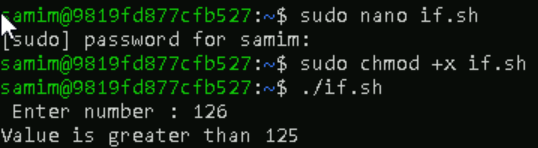 samim@9819fd877cfb527:~$ sudo nano if.sh
[sudo] password for samim:
samim@9819fd877cfb527:~$ sudo chmod +x if.sh
samim@9819fd877cfb527:~$ ./if.sh
 Enter number : 126
Value is greater than 125